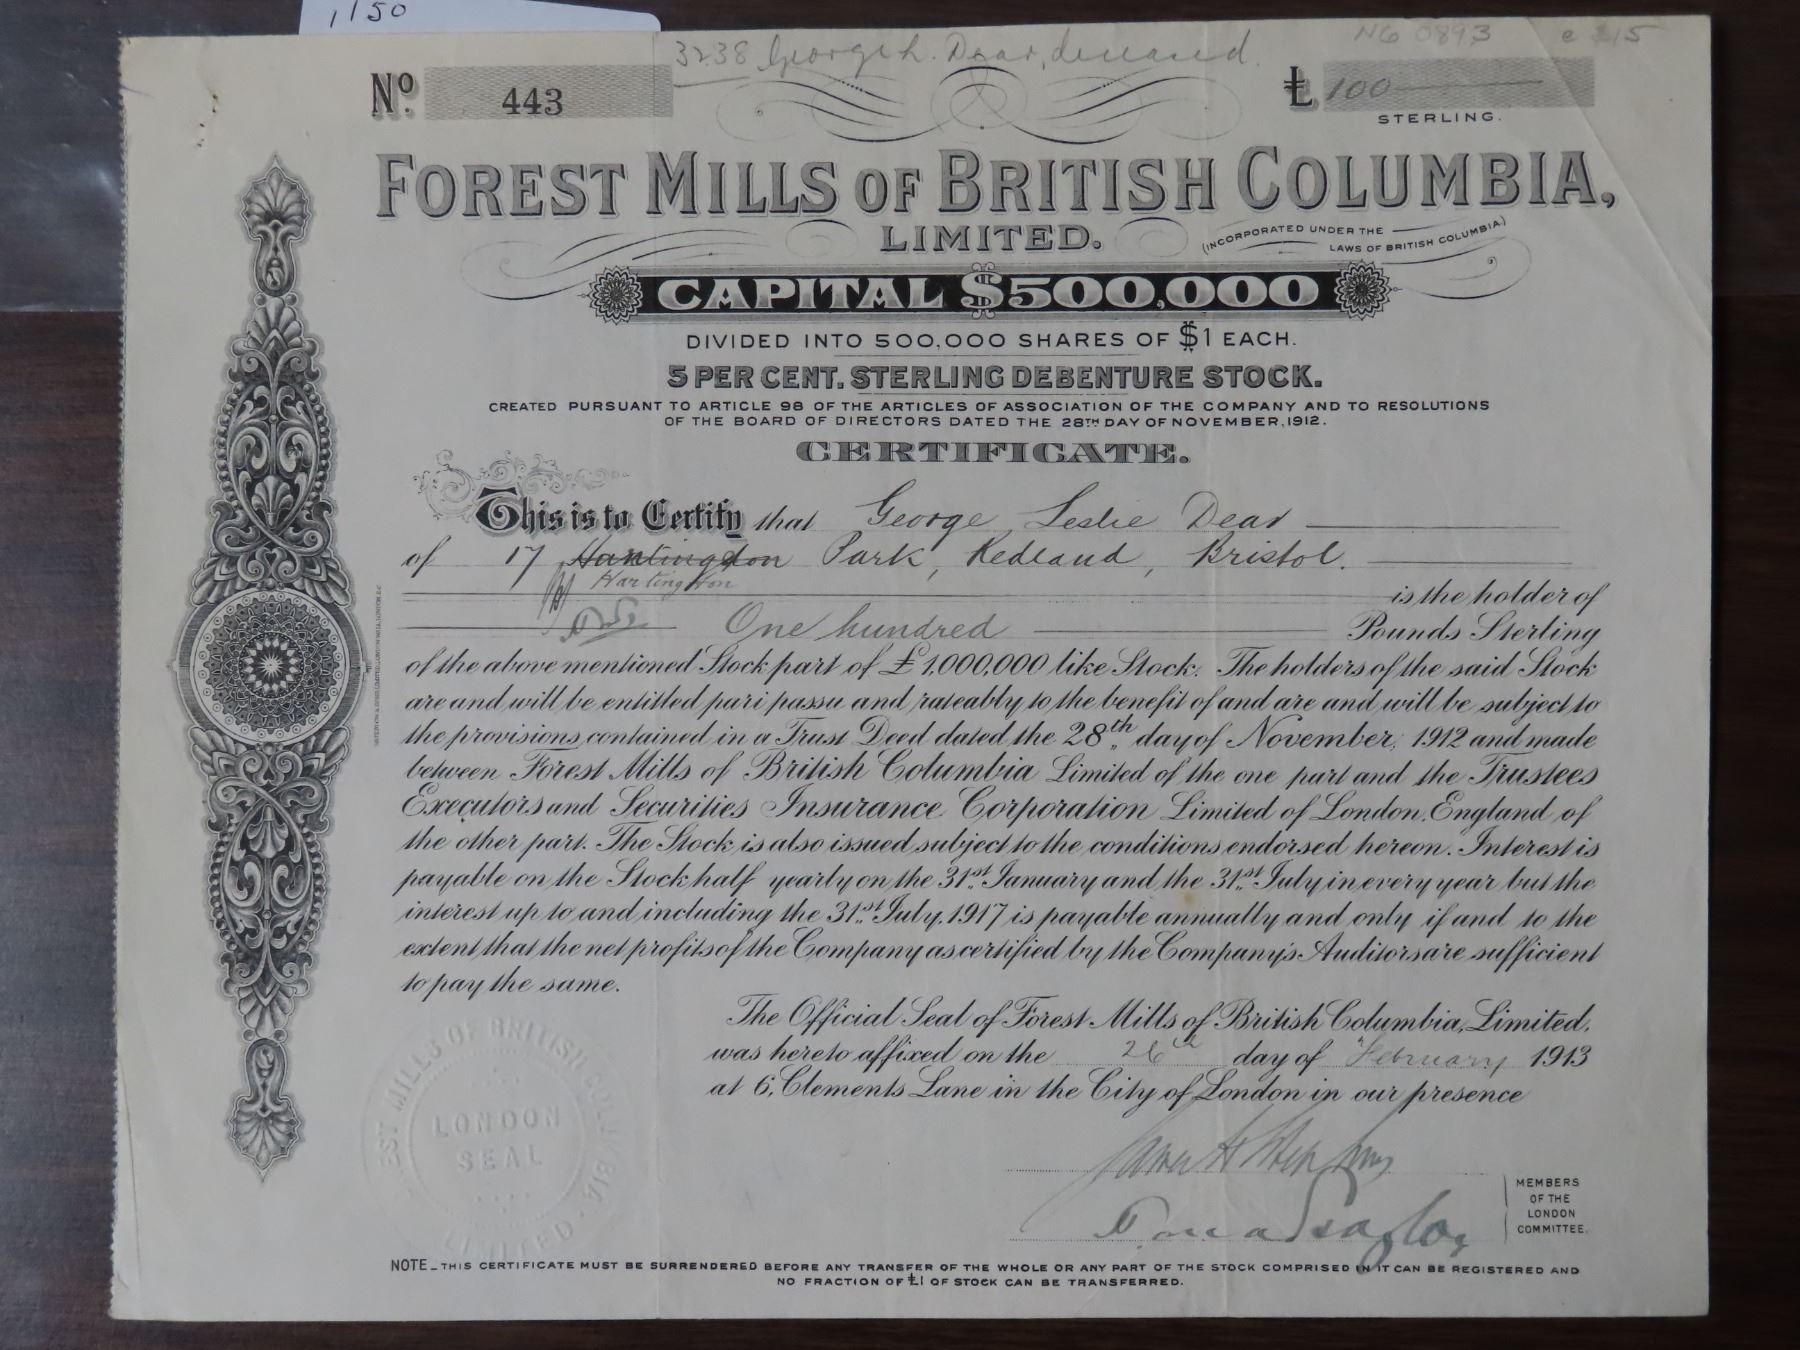 1150
3238 George L. Dear, deceased.
NG 0893
No. 443
£ 100
STERLING.
FOREST MILLS OF BRITISH COLUMBIA,
LIMITED.
(INCORPORATED UNDER THE
LAWS OF BRITISH COLUMBIA)
CAPITAL $500,000
DIVIDED INTO 500,000 SHARES OF $1 EACH.
5 PER CENT. STERLING DEBENTURE STOCK.
CREATED PURSUANT TO ARTICLE 98 OF THE ARTICLES OF ASSOCIATION OF THE COMPANY AND TO RESOLUTIONS
OF THE BOARD OF DIRECTORS DATED THE 28TH DAY OF NOVEMBER, 1912.
CERTIFICATE.
This is to Certify that George Leslie Dear
of 17 Huntingdon Park, Redland, Bristol.
Hartington
is the holder of
One hundred Pounds Sterling
of the above mentioned Stock part of £1,000,000 like Stock. The holders of the said Stock
are and will be entitled pari passu and rateably to the benefit of and are and will be subject to
the provisions contained in a Trust Deed dated the 28th day of November, 1912 and made
between Forest Mills of British Columbia Limited of the one part and the Trustees
Executors and Securities Insurance Corporation Limited of London, England of
the other part. The Stock is also issued subject to the conditions endorsed hereon. Interest is
payable on the Stock half yearly on the 31st January and the 31st July in every year but the
interest up to and including the 31st July, 1917 is payable annually and only if and to the
extent that the net profits of the Company as certified by the Company's Auditors are sufficient
to pay the same.
The Official Seal of Forest Mills of British Columbia, Limited,
was hereto affixed on the 26th day of February 1913
at 6, Clements Lane in the City of London in our presence
FOREST MILLS OF BRITISH COLUMBIA LIMITED
LONDON
SEAL
MEMBERS
OF THE
LONDON
COMMITTEE.
NOTE_THIS CERTIFICATE MUST BE SURRENDERED BEFORE ANY TRANSFER OF THE WHOLE OR ANY PART OF THE STOCK COMPRISED IN IT CAN BE REGISTERED AND
NO FRACTION OF £1 OF STOCK CAN BE TRANSFERRED.